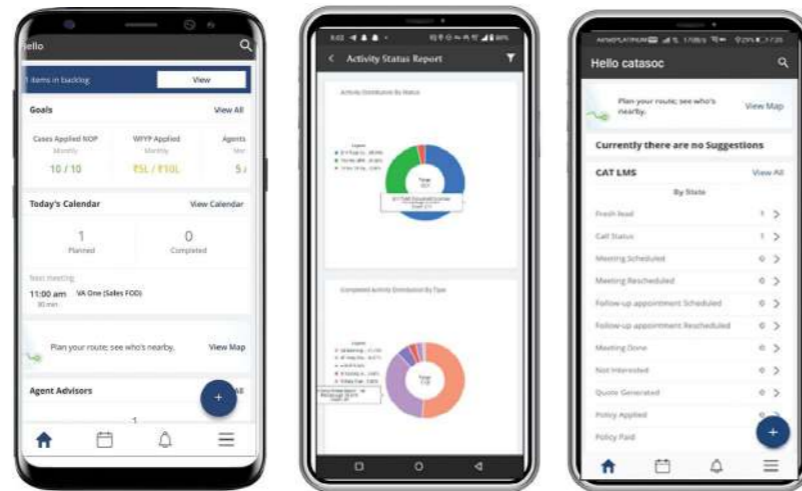 ello
1 items in backlog
View
Goals
View All
Cases Applied NOP
Monthly
10 / 10
WFYP Applied
Monthly
₹5L / ₹10L
Agents
5 /
Today's Calendar
View Calendar
1
Planned
0
Completed
Next meeting
11:00 am VA One (Sales FOD)
30 min
Plan your route; see who's nearby.
View Map
Agent Advisors
All
1
+
Activity Status Report
Activity Distribution By Status
Total
Completed Activity Distribution By Type
Total
Hello catasoc
Plan your route; see who's
nearby.
View Map
Currently there are no Suggestions
CAT LMS
View All
By State
Fresh lead 1
Call Status 1
Meeting Scheduled 0
Meeting Rescheduled 0
Follow-up appointment Scheduled 0
Follow-up appointment Rescheduled 0
Meeting Done 0
Not Interested 0
Quote Generated 0
Policy Applied 0
Policy Paid
+